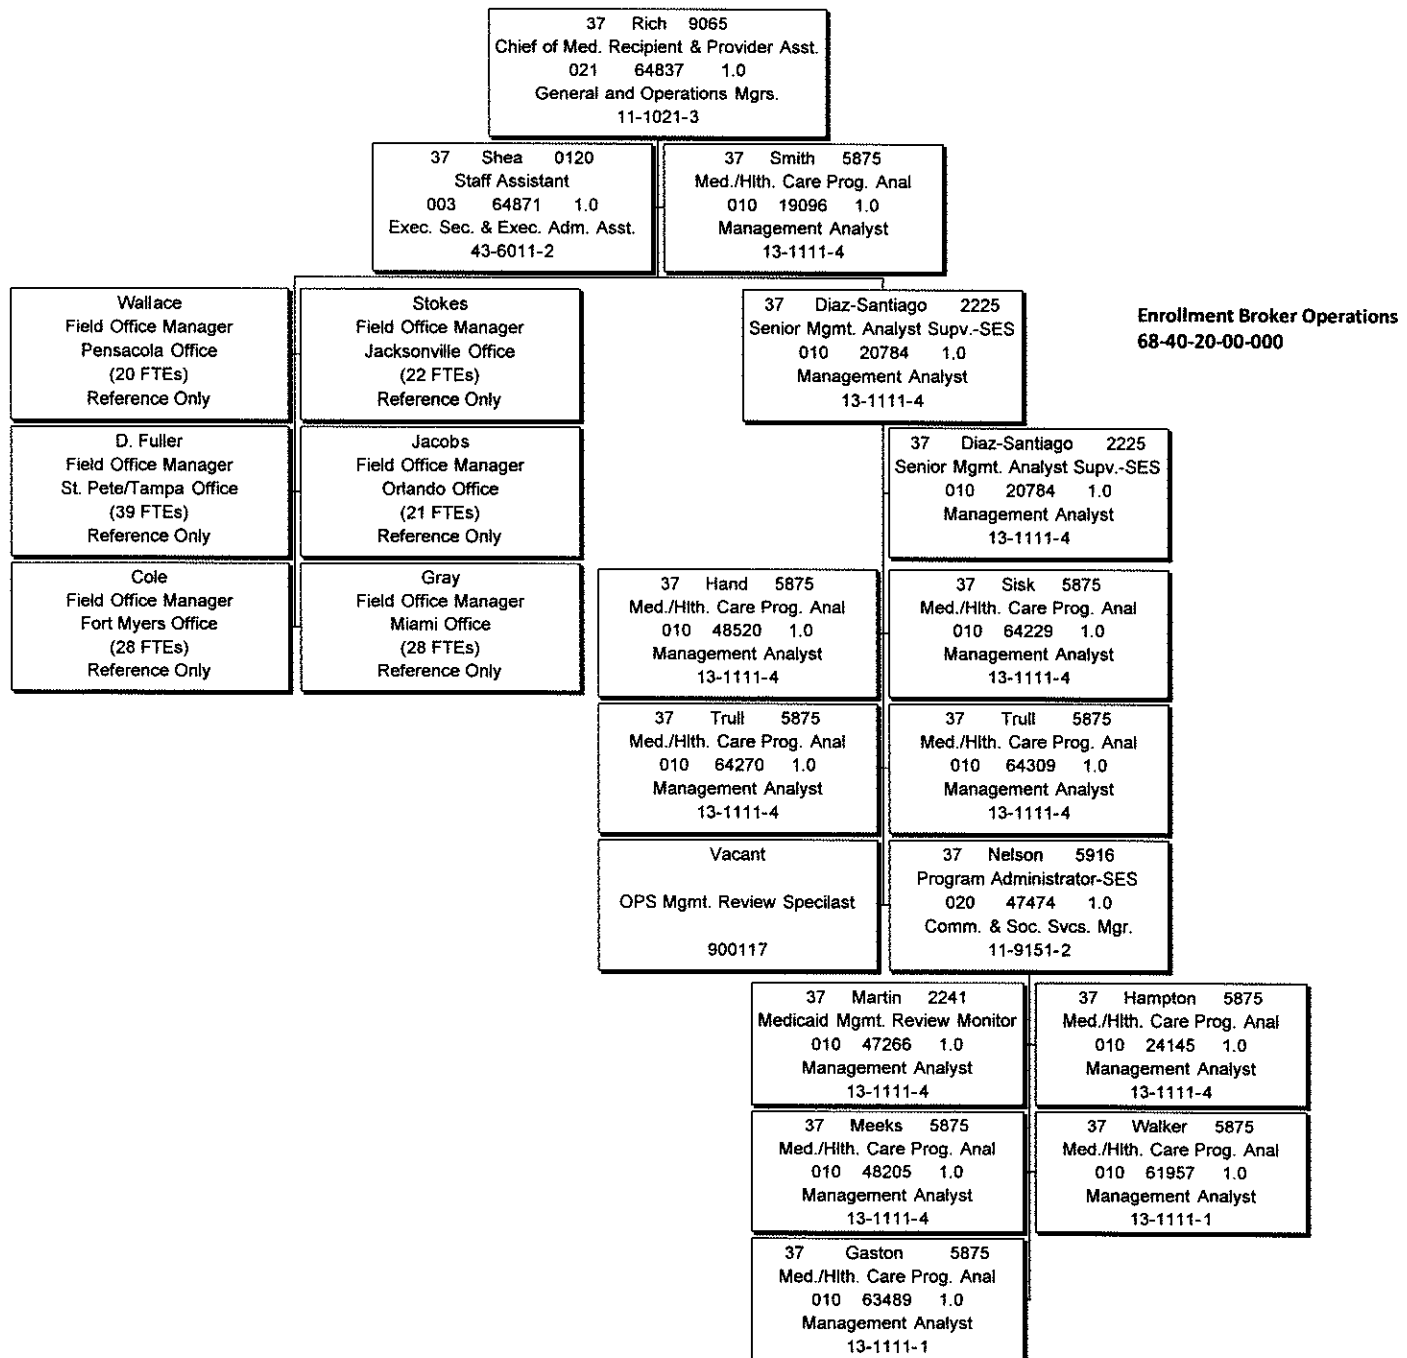 37 Rich 9065
Chief of Med. Recipient & Provider Asst.
021 64837 1.0
General and Operations Mgrs.
11-1021-3
37 Shea 0120
Staff Assistant
003 64871 1.0
Exec. Sec. & Exec. Adm. Asst.
43-6011-2
37 Smith 5875
Med./Hlth. Care Prog. Anal
010 19096 1.0
Management Analyst
13-1111-4
Wallace
Field Office Manager
Pensacola Office
(20 FTEs)
Reference Only
Stokes
Field Office Manager
Jacksonville Office
(22 FTEs)
Reference Only
37 Diaz-Santiago 2225
Senior Mgmt. Analyst Supv.-SES
010 20784 1.0
Management Analyst
13-1111-4
Enrollment Broker Operations
68-40-20-00-000
D. Fuller
Field Office Manager
St. Pete/Tampa Office
(39 FTEs)
Reference Only
Jacobs
Field Office Manager
Orlando Office
(21 FTEs)
Reference Only
37 Diaz-Santiago 2225
Senior Mgmt. Analyst Supv.-SES
010 20784 1.0
Management Analyst
13-1111-4
Cole
Field Office Manager
Fort Myers Office
(28 FTEs)
Reference Only
Gray
Field Office Manager
Miami Office
(28 FTEs)
Reference Only
37 Hand 5875
Med./Hlth. Care Prog. Anal
010 48520 1.0
Management Analyst
13-1111-4
37 Sisk 5875
Med./Hlth. Care Prog. Anal
010 64229 1.0
Management Analyst
13-1111-4
37 Trull 5875
Med./Hlth. Care Prog. Anal
010 64270 1.0
Management Analyst
13-1111-4
37 Trull 5875
Med./Hlth. Care Prog. Anal
010 64309 1.0
Management Analyst
13-1111-4
Vacant
OPS Mgmt. Review Specilast
900117
37 Nelson 5916
Program Administrator-SES
020 47474 1.0
Comm. & Soc. Svcs. Mgr.
11-9151-2
37 Martin 2241
Medicaid Mgmt. Review Monitor
010 47266 1.0
Management Analyst
13-1111-4
37 Hampton 5875
Med./Hlth. Care Prog. Anal
010 24145 1.0
Management Analyst
13-1111-4
37 Meeks 5875
Med./Hlth. Care Prog. Anal
010 48205 1.0
Management Analyst
13-1111-4
37 Walker 5875
Med./Hlth. Care Prog. Anal
010 61957 1.0
Management Analyst
13-1111-1
37 Gaston 5875
Med./Hlth. Care Prog. Anal
010 63489 1.0
Management Analyst
13-1111-1